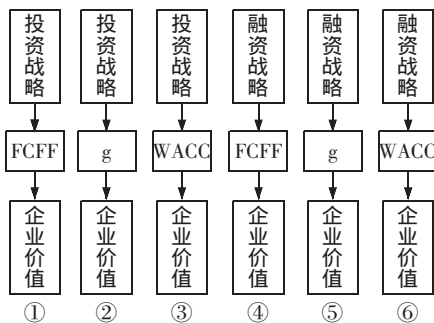 投资战略
投资战略
投资战略
融资战略
融资战略
融资战略
FCFF
g
WACC
FCFF
g
WACC
企业价值
企业价值
企业价值
企业价值
企业价值
企业价值
①
②
③
④
⑤
⑥